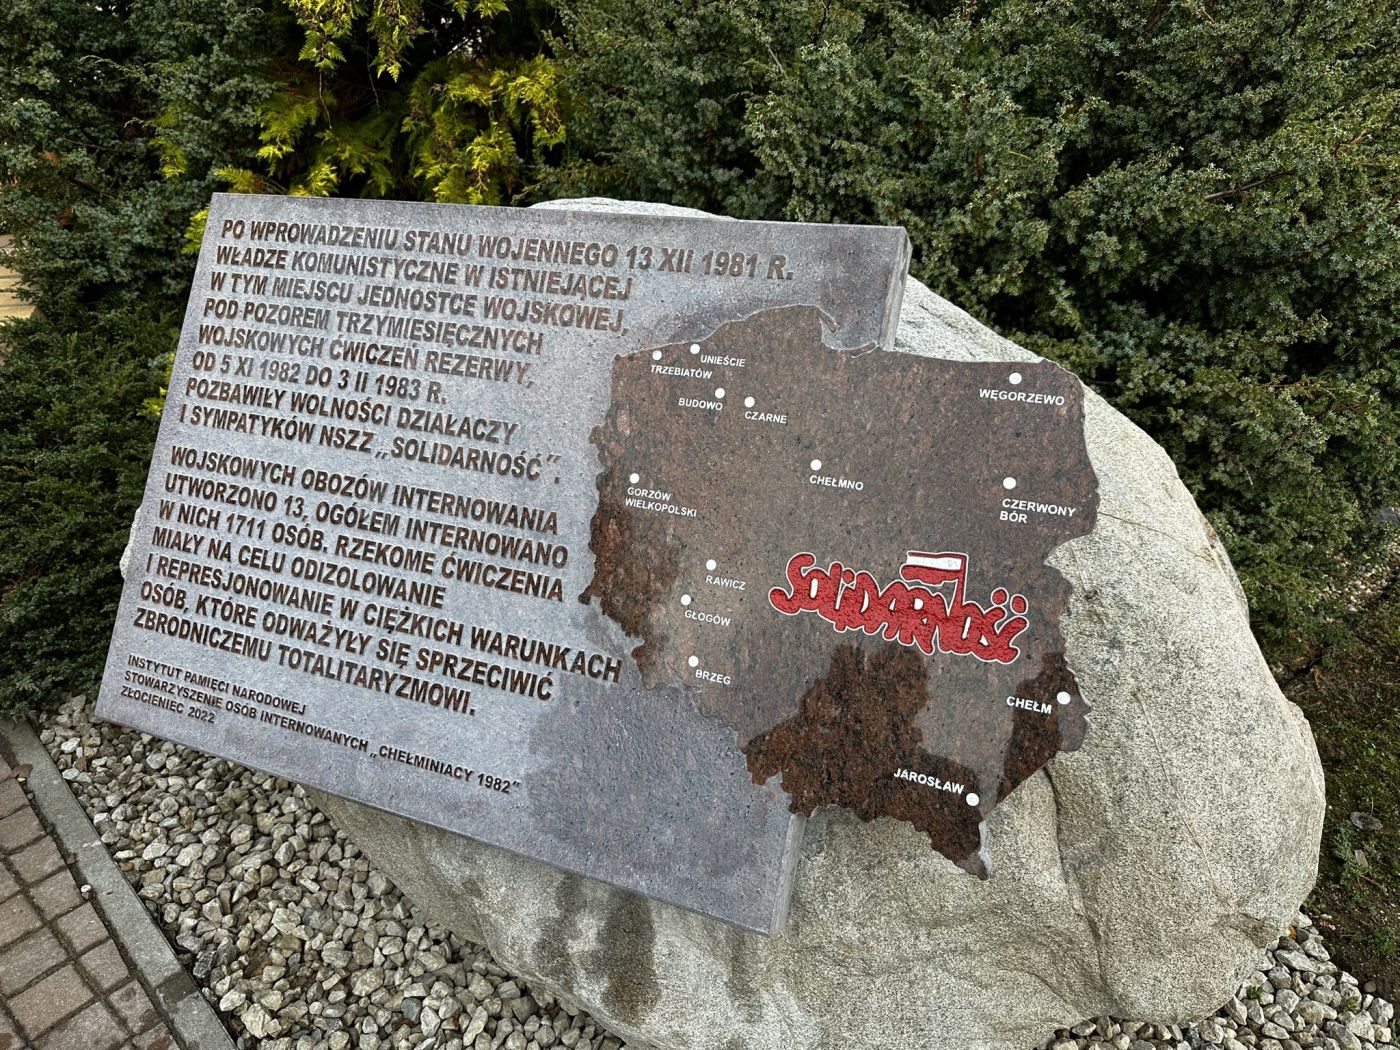 PO WPROWADZENIU STANU WOJENNEGO 13 XII 1981 R.
WŁADZE KOMUNISTYCZNE W ISTNIEJĄCEJ
W TYM MIEJSCU JEDNOSTCE WOJSKOWEJ,
POD POZOREM TRZYMIESIĘCZNYCH
WOJSKOWYCH ĆWICZEŃ REZERWY,
OD 5 XI 1982 DO 3 II 1983 R.
POZBAWIŁY WOLNOŚCI DZIAŁACZY
I SYMPATYKÓW NSZZ „SOLIDARNOŚĆ”.
WOJSKOWYCH OBOZÓW INTERNOWANIA
UTWORZONO 13, OGÓŁEM INTERNOWANO
W NICH 1711 OSÓB. RZEKOME ĆWICZENIA
MIAŁY NA CELU ODIZOLOWANIE
I REPRESJONOWANIE W CIĘŻKICH WARUNKACH
OSÓB, KTÓRE ODWAŻYŁY SIĘ SPRZECIWIĆ
ZBRODNICZEMU TOTALITARYZMOWI.
INSTYTUT PAMIĘCI NARODOWEJ
STOWARZYSZENIE OSÓB INTERNOWANYCH „CHEŁMINIACY 1982”
ZŁOCIENIEC 2022
UNIEŚCIE
TRZEBIATÓW
BUDOWO
CZARNE
WĘGORZEWO
CHEŁMNO
GORZÓW
WIELKOPOLSKI
CZERWONY
BÓR
RAWICZ
GŁOGÓW
SOLIDARNOŚĆ
BRZEG
CHEŁM
JAROSŁAW